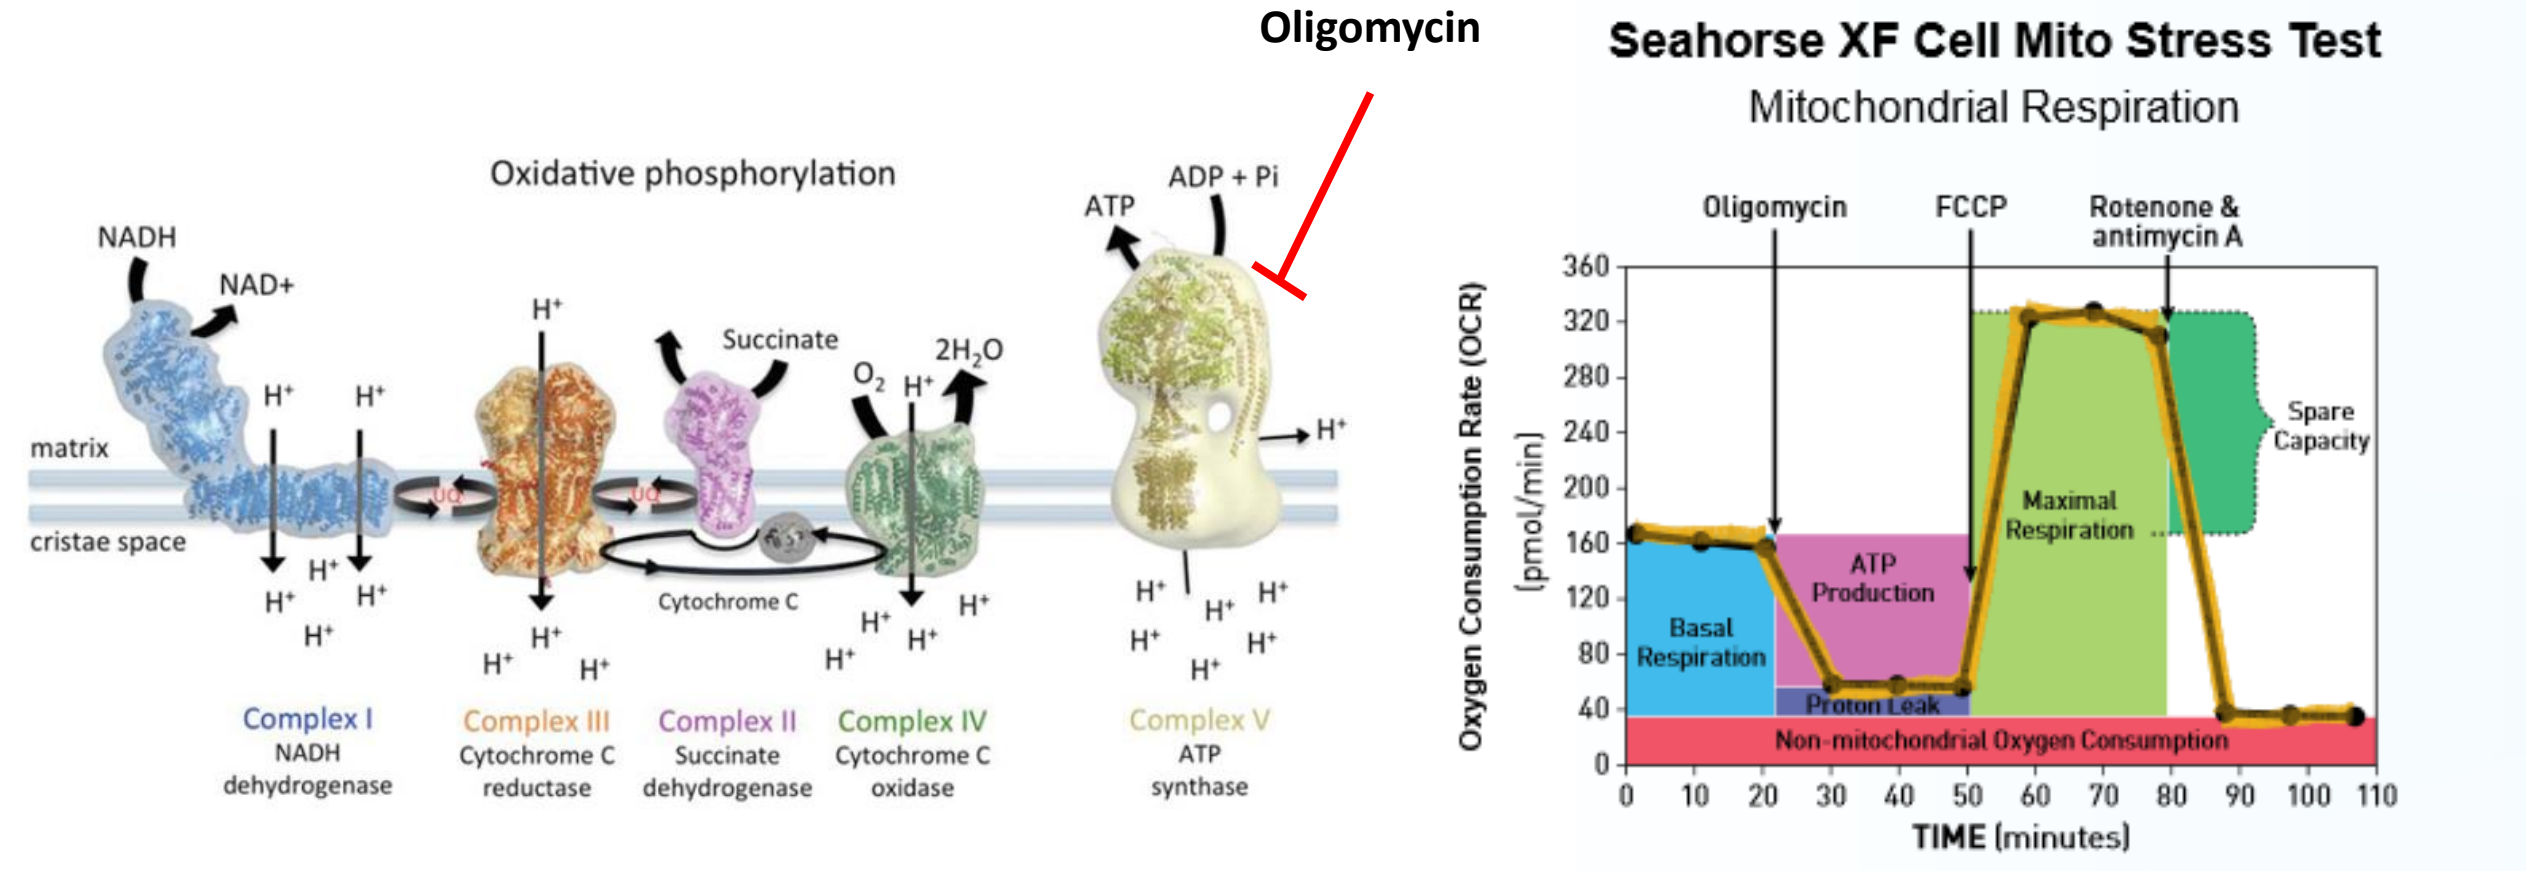 Oligomycin
Oxidative phosphorylation
NADH
NAD+
H⁺
H⁺
H⁺
Succinate
O₂
H⁺
2H₂O
ATP
ADP + Pi
H⁺
matrix
cristae space
UQ
UQ
H⁺
H⁺
H⁺
H⁺
H⁺
H⁺
H⁺
Cytochrome C
H⁺
H⁺
H⁺
H⁺
H⁺
H⁺
H⁺
H⁺
H⁺
H⁺
Complex I
NADH
dehydrogenase
Complex III
Cytochrome C
reductase
Complex II
Succinate
dehydrogenase
Complex IV
Cytochrome C
oxidase
Complex V
ATP
synthase
Seahorse XF Cell Mito Stress Test
Mitochondrial Respiration
Oligomycin
FCCP
Rotenone &
antimycin A
Oxygen Consumption Rate (OCR)
(pmol/min)
360
320
280
240
200
160
120
80
40
0
Basal
Respiration
ATP
Production
Proton Leak
Maximal
Respiration
Spare
Capacity
Non-mitochondrial Oxygen Consumption
0 10 20 30 40 50 60 70 80 90 100 110
TIME (minutes)